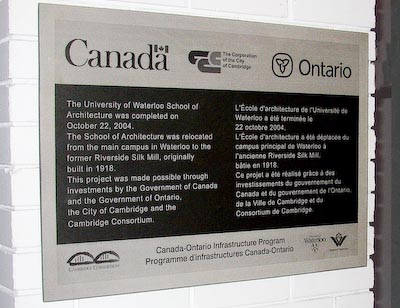 Canada
The Corporation
of the City
of Cambridge
Ontario
The University of Waterloo School of
Architecture was completed on
October 22, 2004.
The School of Architecture was relocated
from the main campus in Waterloo to the
former Riverside Silk Mill, originally
built in 1918.
This project was made possible through
investments by the Government of Canada
and the Government of Ontario,
the City of Cambridge and the
Cambridge Consortium.
L'École d'architecture de l'Université de
Waterloo a été terminée le
22 octobre 2004.
L'École d'architecture a été déplacée du
campus principal de Waterloo à
l'ancienne Riverside Silk Mill,
bâtie en 1918.
Ce projet a été réalisé grâce à des
investissements du gouvernement du
Canada et du gouvernement de l'Ontario,
de la Ville de Cambridge et du
Consortium de Cambridge.
Canada-Ontario Infrastructure Program
Programme d'infrastructures Canada-Ontario
Cambridge Consortium
Waterloo